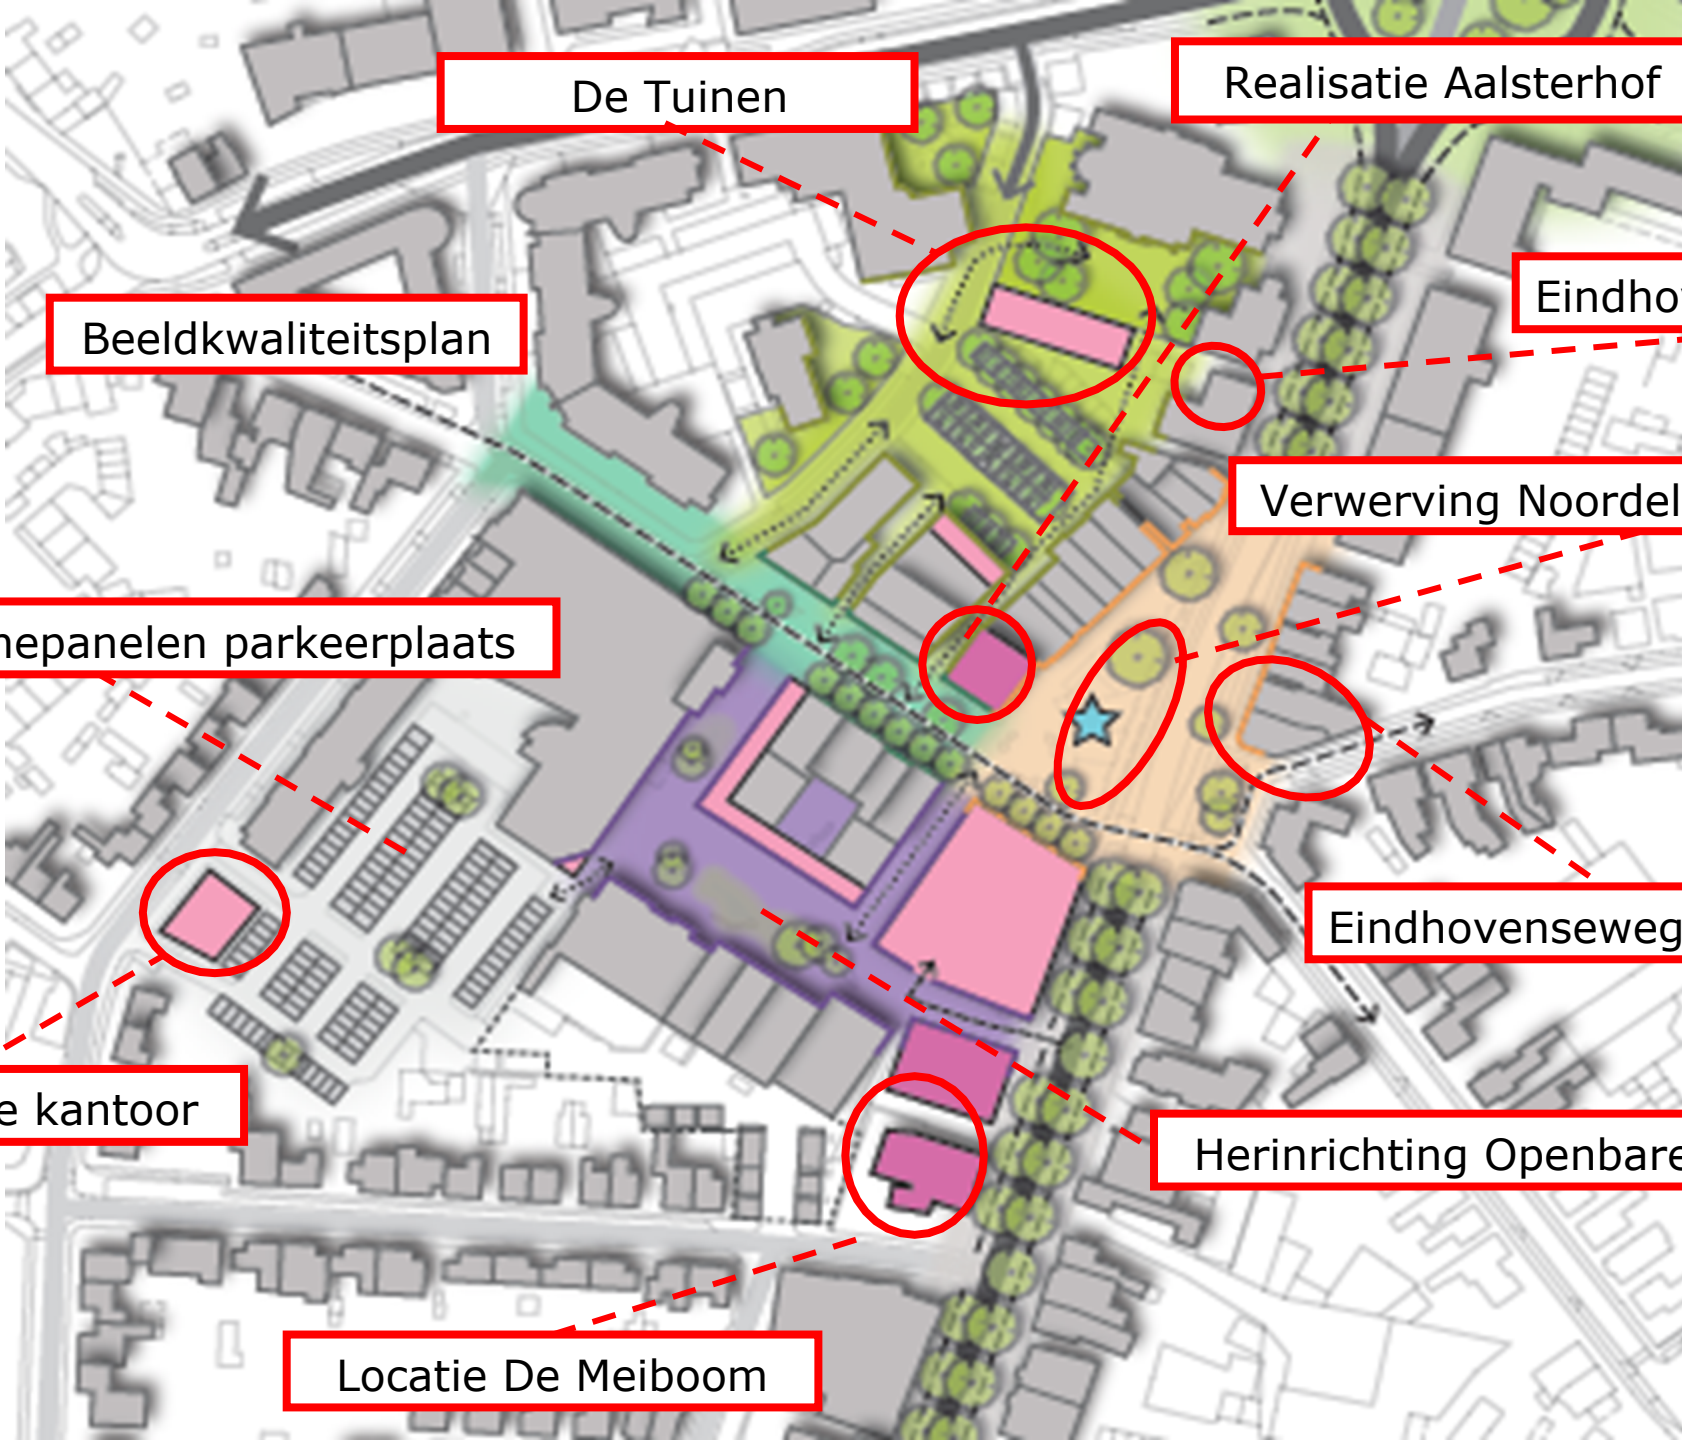 De Tuinen
Realisatie Aalsterhof
Eindho
Beeldkwaliteitsplan
Verwerving Noordel
nepanelen parkeerplaats
Eindhovenseweg
e kantoor
Herinrichting Openbare
Locatie De Meiboom